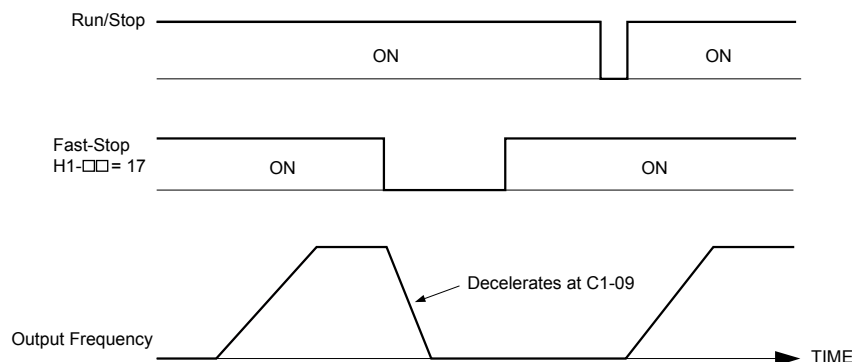 Run/Stop
ON
ON
Fast-Stop
H1-□□= 17
ON
ON
Decelerates at C1-09
Output Frequency
TIME